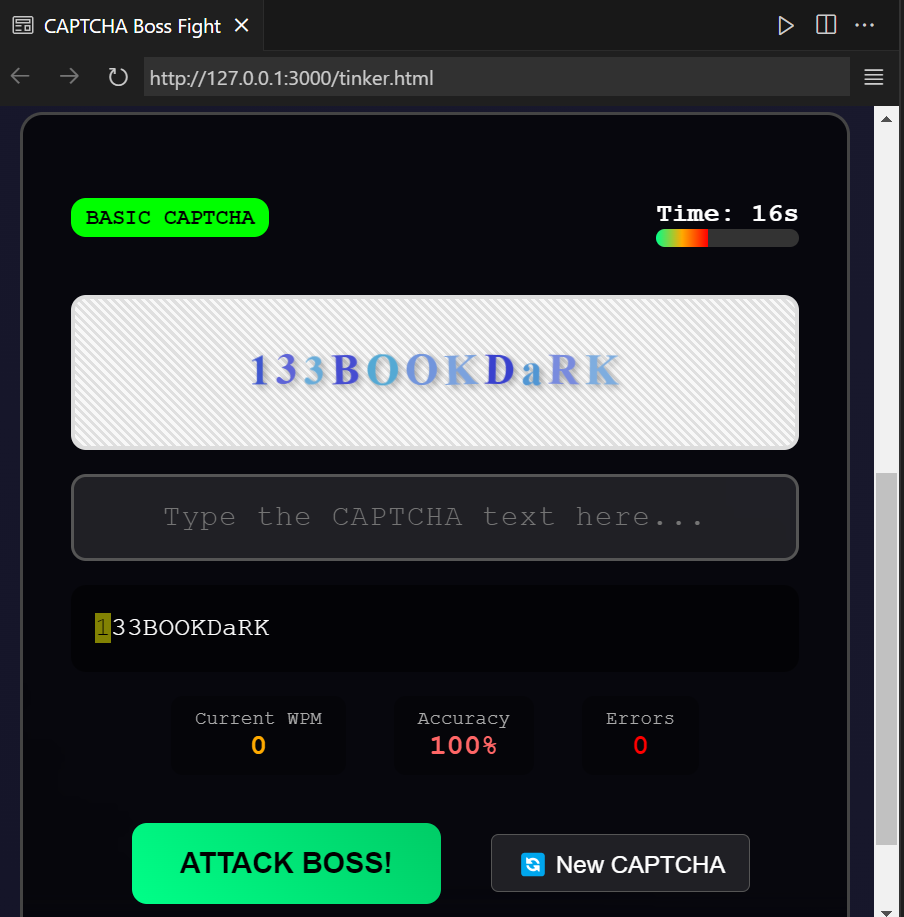 CAPTCHA Boss Fight
http://127.0.0.1:3000/tinker.html
BASIC CAPTCHA
Time: 16s
133BOOKDaRK
Type the CAPTCHA text here...
133BOOKDaRK
Current WPM
0
Accuracy
100%
Errors
0
ATTACK BOSS!
New CAPTCHA